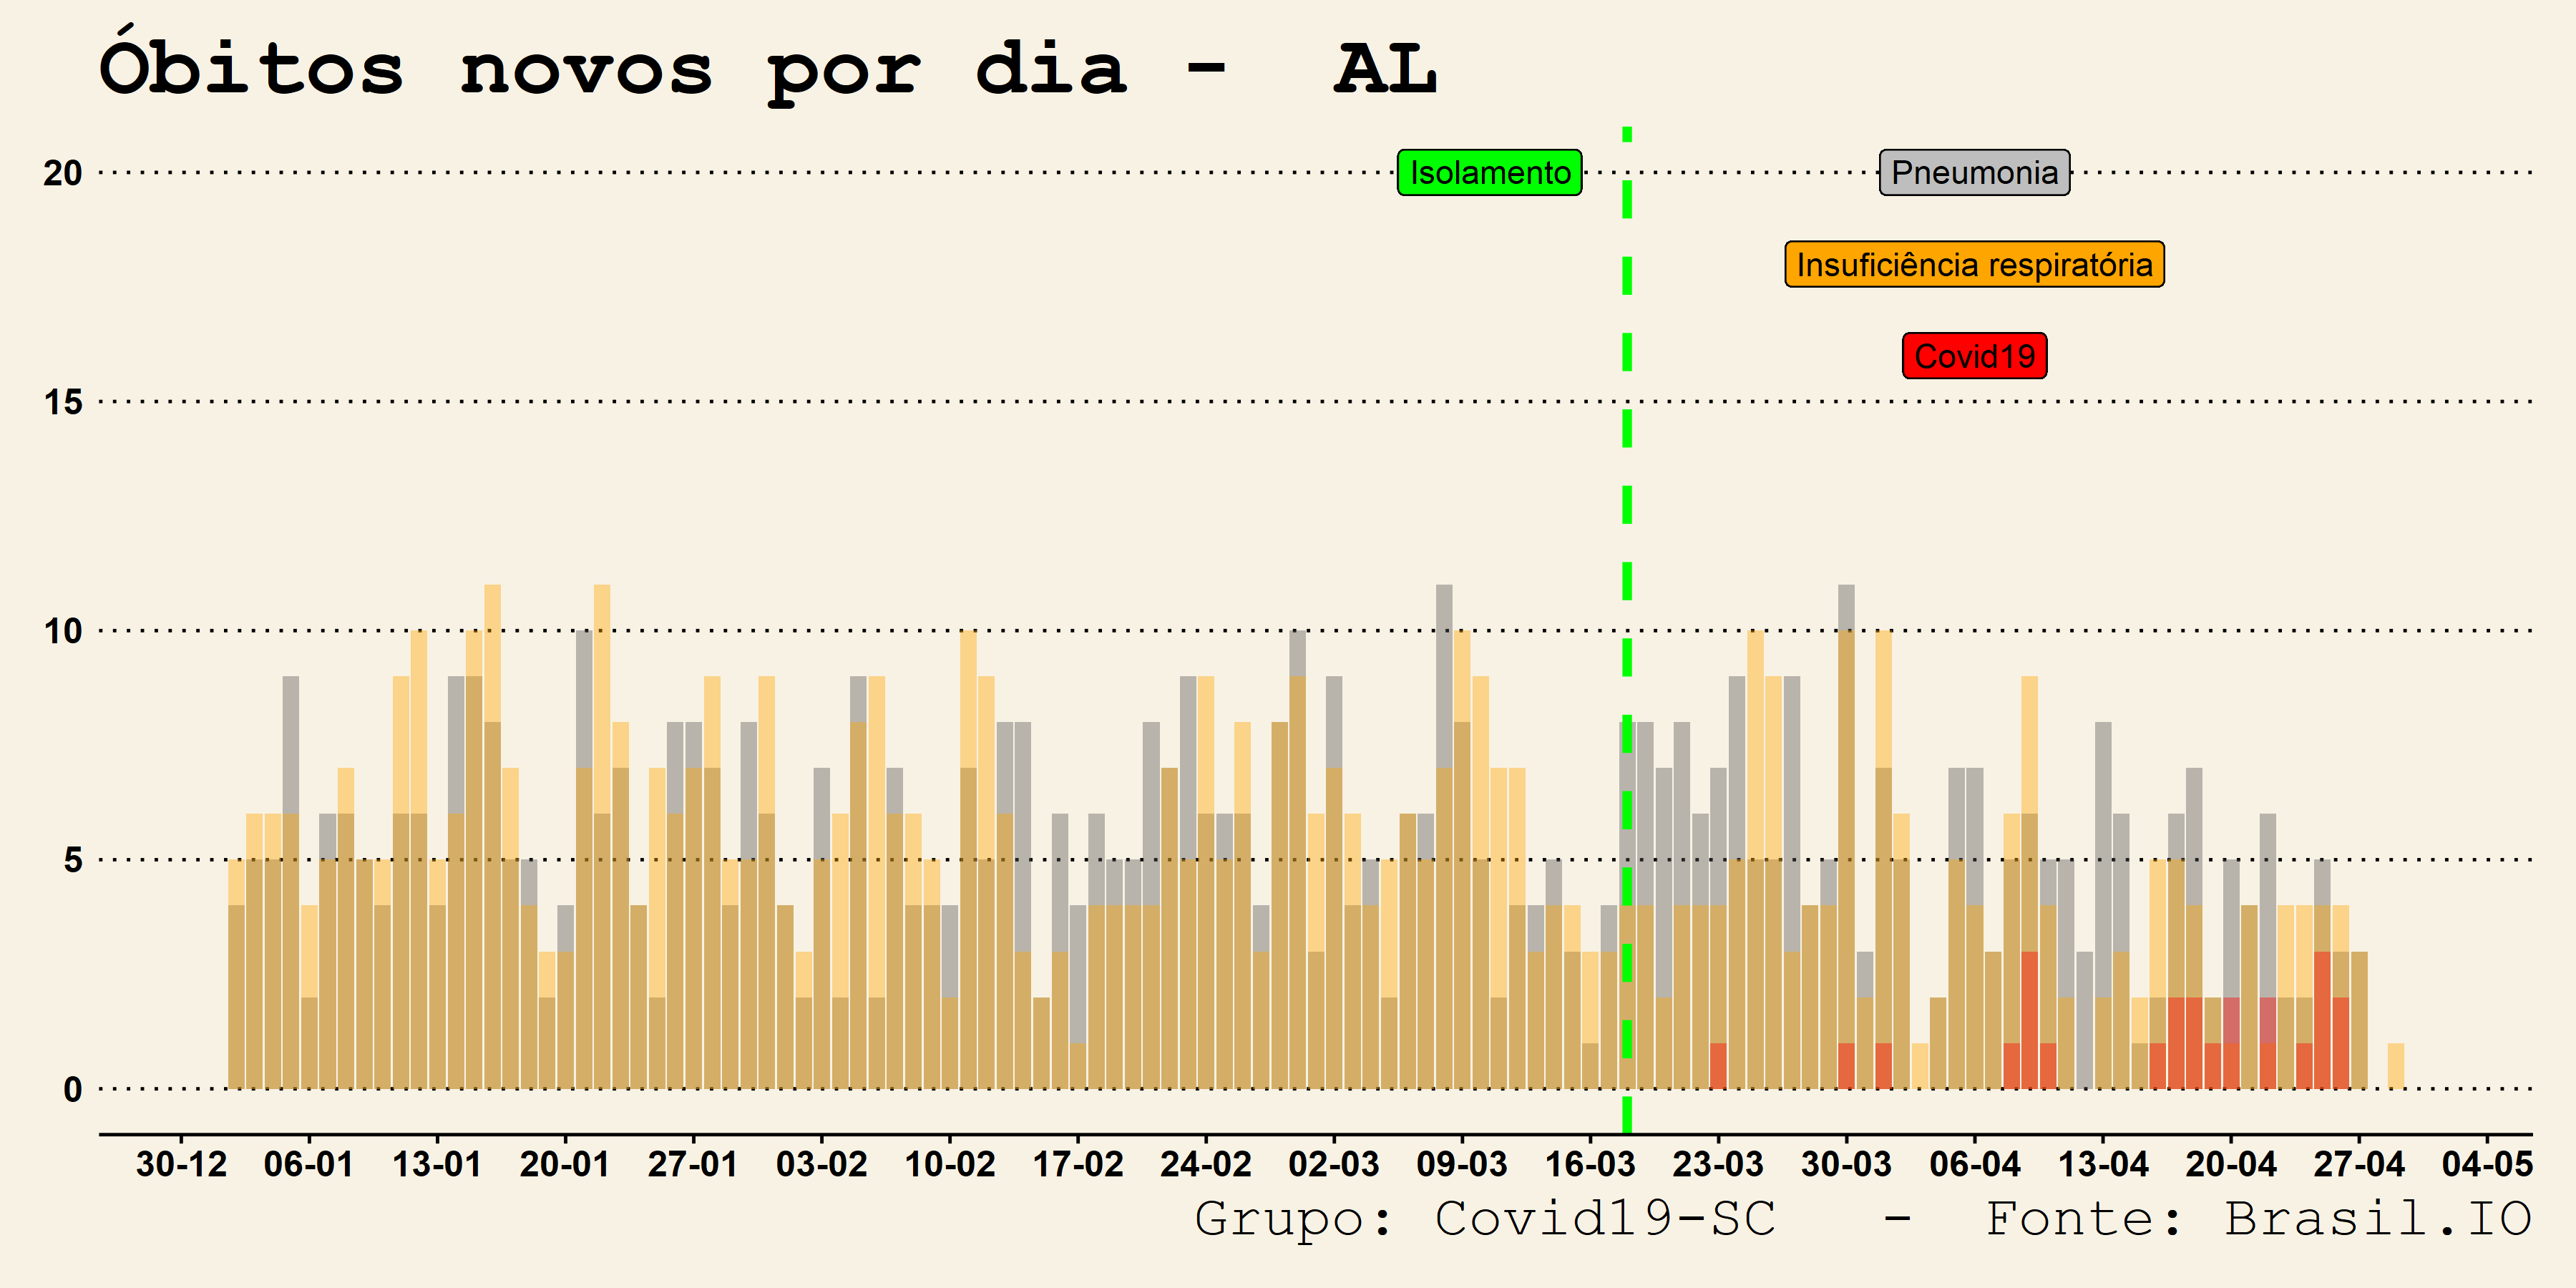 Óbitos novos por dia - AL
20
Isolamento
Pneumonia
Insuficiência respiratória
Covid19
15
10
5
0
30-12 06-01 13-01 20-01 27-01 03-02 10-02 17-02 24-02 02-03 09-03 16-03 23-03 30-03 06-04 13-04 20-04 27-04 04-05
Grupo: Covid19-SC - Fonte: Brasil.IO